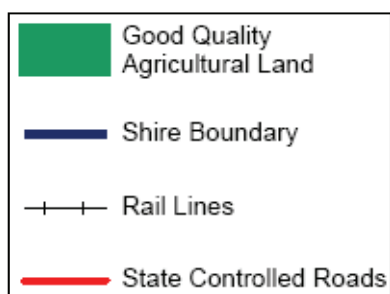 Good Quality
Agricultural Land
Shire Boundary
Rail Lines
State Controlled Roads